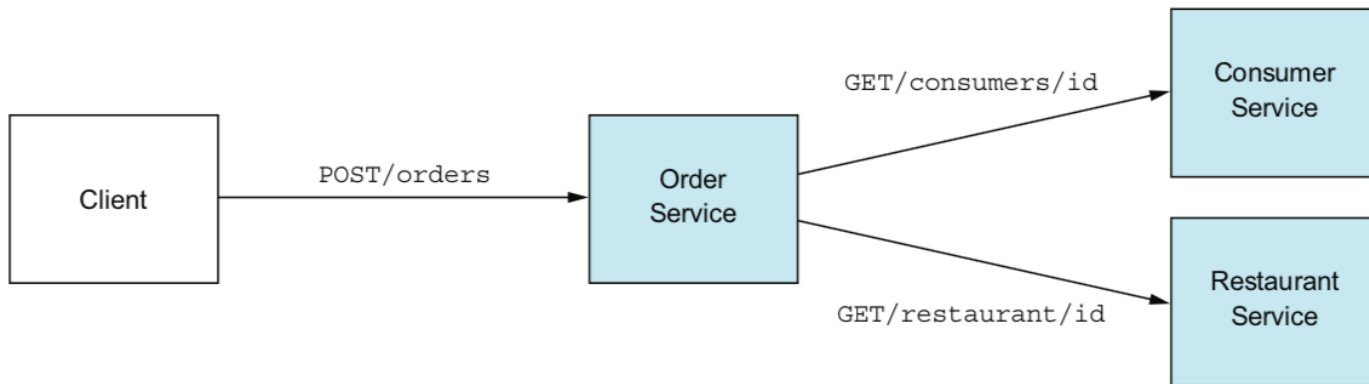 Client
POST/orders
Order
Service
GET/consumers/id
Consumer
Service
GET/restaurant/id
Restaurant
Service